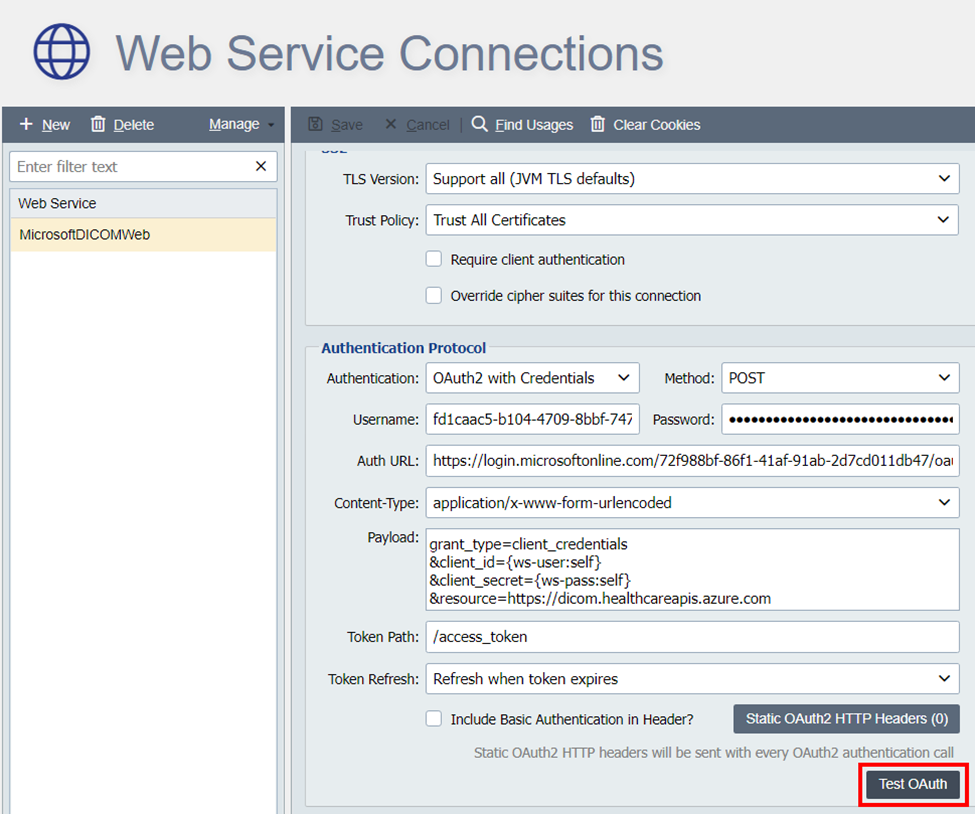 Web Service Connections
+ New Delete Manage
Save × Cancel | Find Usages Clear Cookies
Enter filter text ×
Web Service
MicrosoftDICOMWeb
SSL
TLS Version: Support all (JVM TLS defaults)
Trust Policy: Trust All Certificates
Require client authentication
Override cipher suites for this connection
Authentication Protocol
Authentication: OAuth2 with Credentials Method: POST
Username: fd1caac5-b104-4709-8bbf-747 Password: ••••••••••••••••••••••••••••••
Auth URL: https://login.microsoftonline.com/72f988bf-86f1-41af-91ab-2d7cd011db47/oau
Content-Type: application/x-www-form-urlencoded
Payload: grant_type=client_credentials
&client_id={ws-user:self}
&client_secret={ws-pass:self}
&resource=https://dicom.healthcareapis.azure.com
Token Path: /access_token
Token Refresh: Refresh when token expires
Include Basic Authentication in Header? Static OAuth2 HTTP Headers (0)
Static OAuth2 HTTP headers will be sent with every OAuth2 authentication call
Test OAuth